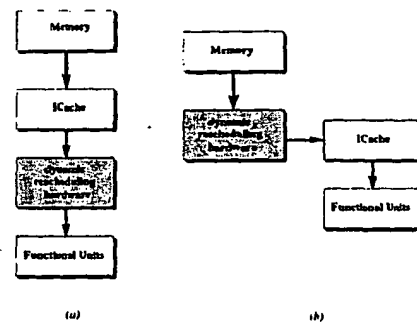 Memory
ICache
dynamic
rescheduling
hardware
Functional Units
(a)
Memory
dynamic
rescheduling
hardware
ICache
Functional Units
(b)